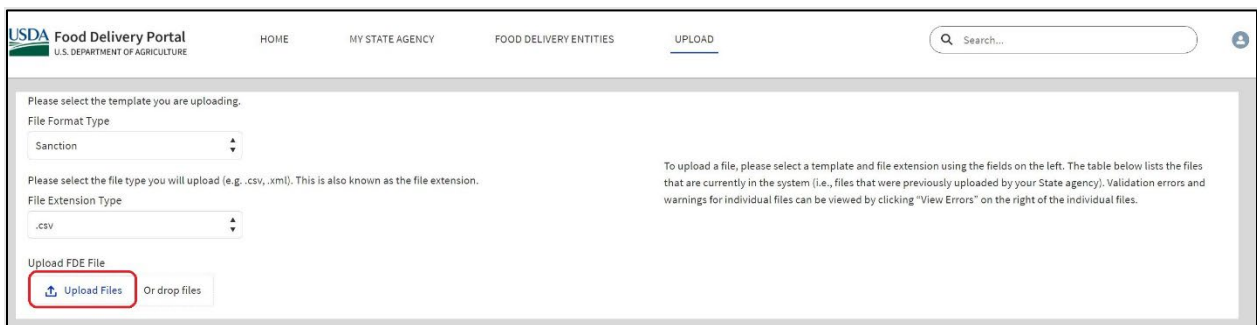 USDA Food Delivery Portal
U.S. DEPARTMENT OF AGRICULTURE
HOME MY STATE AGENCY FOOD DELIVERY ENTITIES UPLOAD
Search...
Please select the template you are uploading.
File Format Type
Sanction
Please select the file type you will upload (e.g. .csv, .xml). This is also known as the file extension.
File Extension Type
.csv
Upload FDE File
Upload Files Or drop files
To upload a file, please select a template and file extension using the fields on the left. The table below lists the files
that are currently in the system (i.e., files that were previously uploaded by your State agency). Validation errors and
warnings for individual files can be viewed by clicking “View Errors” on the right of the individual files.